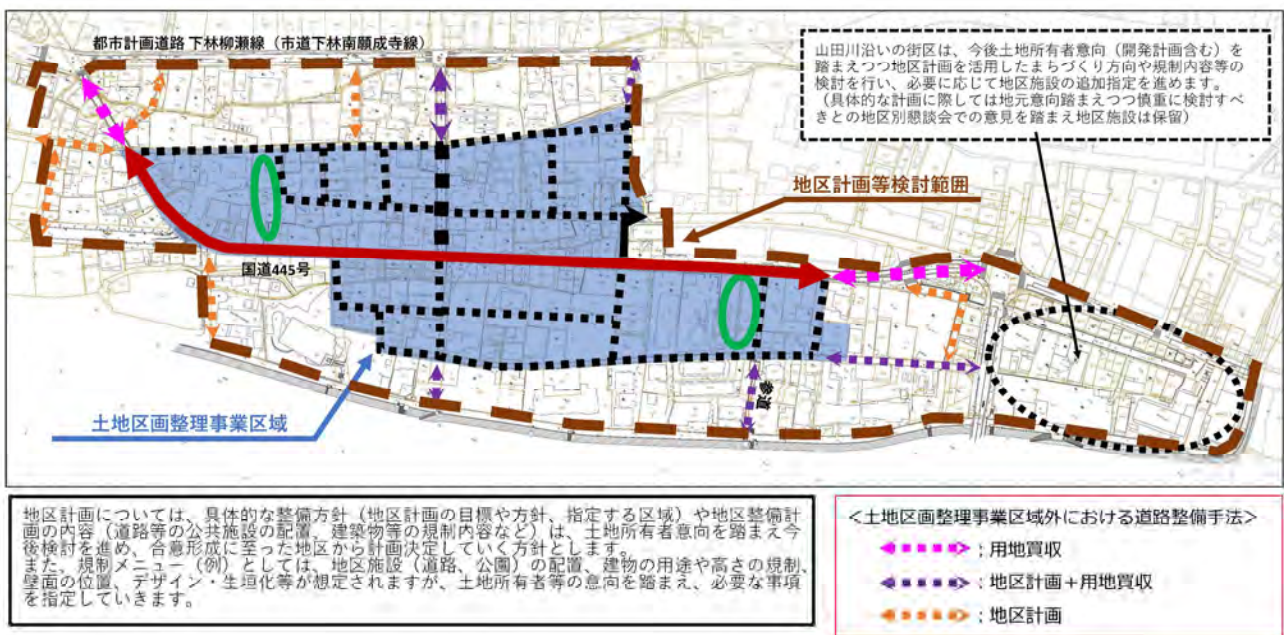 都市計画道路 下林柳瀬線（市道下林南願成寺線）
山田川沿いの街区は、今後土地所有者意向（開発計画含む）を
踏まえつつ地区計画を活用したまちづくり方向や規制内容等の
検討を行い、必要に応じて地区施設の追加指定を進めます。
（具体的な計画に際しては地元意向踏まえつつ慎重に検討すべ
きとの地区別懇談会での意見を踏まえ地区施設は保留）
地区計画等検討範囲
国道445号
土地区画整理事業区域
地区計画については、具体的な整備方針（地区計画の目標や方針、指定する区域）や地区整備計
画の内容（道路等の公共施設の配置、建築物等の規制内容など）は、土地所有者意向を踏まえ今
後検討を進め、合意形成に至った地区から計画決定していく方針とします。
また、規制メニュー（例）としては、地区施設（道路、公園）の配置、建物の用途や高さの規制、
壁面の位置、デザイン・生垣化等が想定されますが、土地所有者等の意向を踏まえ、必要な事項
を指定していきます。
＜土地区画整理事業区域外における道路整備手法＞
：用地買収
：地区計画＋用地買収
：地区計画